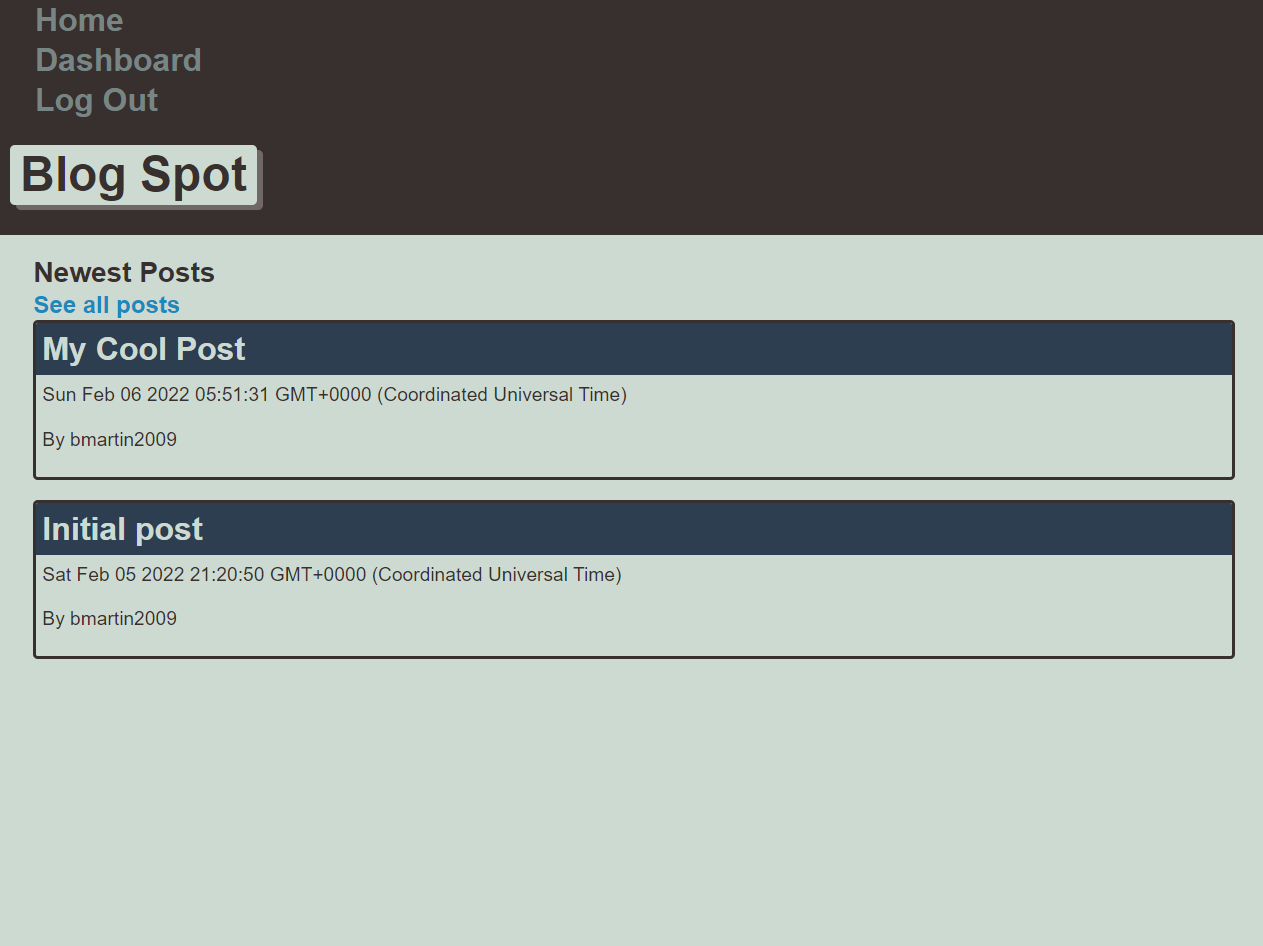 Home
Dashboard
Log Out
Blog Spot
Newest Posts
See all posts
My Cool Post
Sun Feb 06 2022 05:51:31 GMT+0000 (Coordinated Universal Time)
By bmartin2009
Initial post
Sat Feb 05 2022 21:20:50 GMT+0000 (Coordinated Universal Time)
By bmartin2009